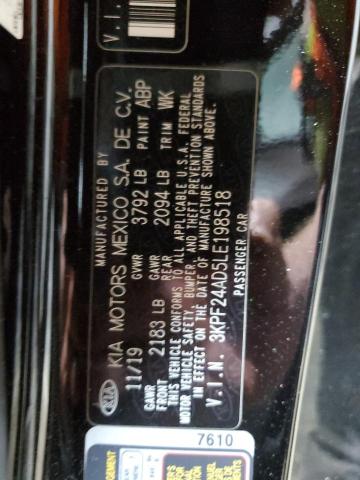 V.I.
MANUFACTURED BY
KIA KIA MOTORS MEXICO S.A. DE C.V.
11/19 GVWR 3792 LB PAINT ABP
GAWR FRONT 2183 LB GAWR REAR 2094 LB TRIM WK
THIS VEHICLE CONFORMS TO ALL APPLICABLE U.S.A. FEDERAL
MOTOR VEHICLE SAFETY, BUMPER, AND THEFT PREVENTION STANDARDS
IN EFFECT ON THE DATE OF MANUFACTURE SHOWN ABOVE.
V.I.N. 3KPF24AD5LE198518
PASSENGER CAR
7610